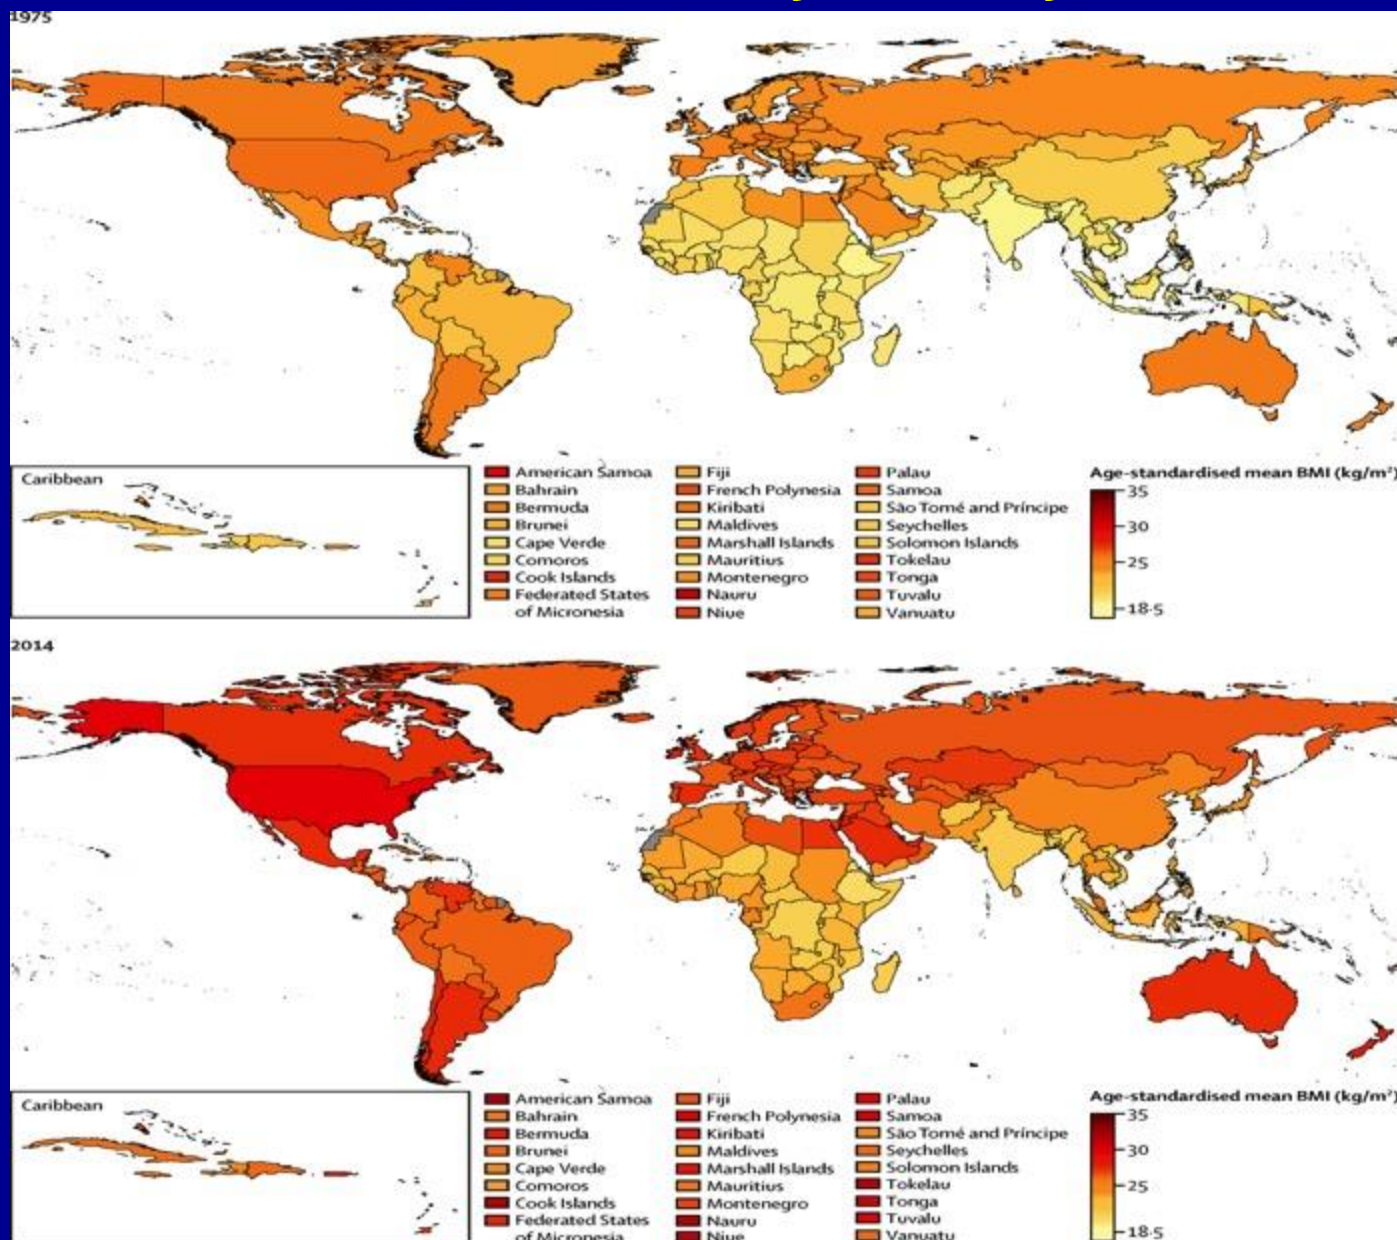 1975
Caribbean
American Samoa
Bahrain
Bermuda
Brunei
Cape Verde
Comoros
Cook Islands
Federated States
of Micronesia
Fiji
French Polynesia
Kiribati
Maldives
Marshall Islands
Mauritius
Montenegro
Nauru
Niue
Palau
Samoa
São Tomé and Príncipe
Seychelles
Solomon Islands
Tokelau
Tonga
Tuvalu
Vanuatu
Age-standardised mean BMI (kg/m²)
35
30
25
18·5
2014
Caribbean
American Samoa
Bahrain
Bermuda
Brunei
Cape Verde
Comoros
Cook Islands
Federated States
of Micronesia
Fiji
French Polynesia
Kiribati
Maldives
Marshall Islands
Mauritius
Montenegro
Nauru
Niue
Palau
Samoa
São Tomé and Príncipe
Seychelles
Solomon Islands
Tokelau
Tonga
Tuvalu
Vanuatu
Age-standardised mean BMI (kg/m²)
35
30
25
18·5